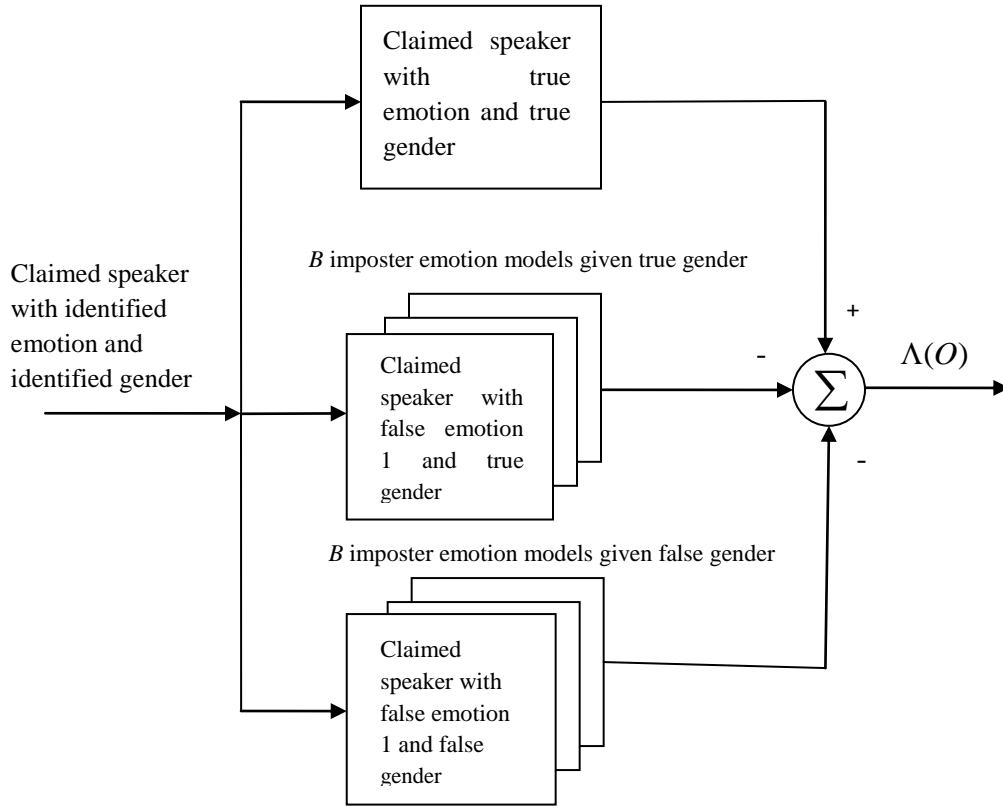 Claimed speaker
with true
emotion and true
gender
B imposter emotion models given true gender
Claimed speaker
with identified
emotion and
identified gender
Claimed
speaker with
false emotion
1 and true
gender
+
-
Σ
Λ(O)
-
B imposter emotion models given false gender
Claimed
speaker with
false emotion
1 and false
gender